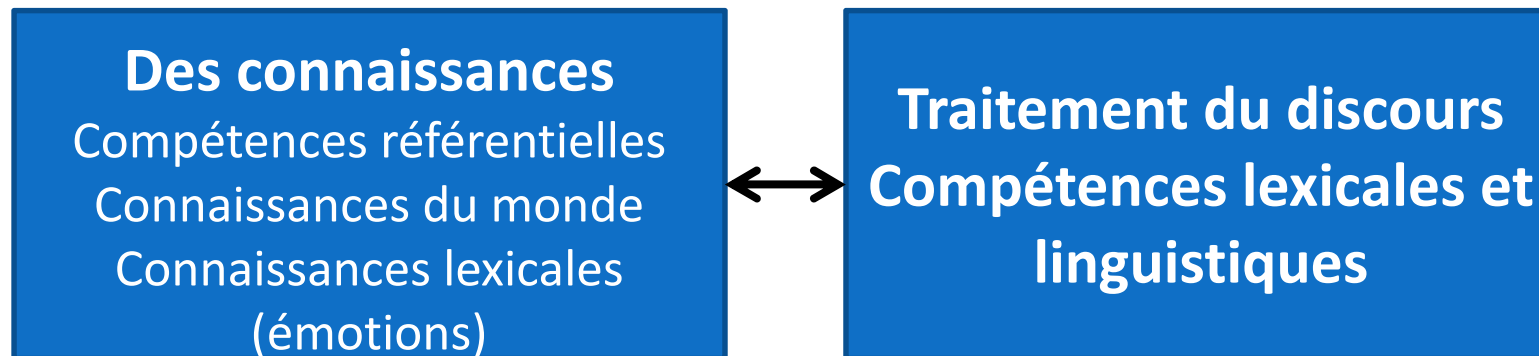 Des connaissances
Compétences référentielles
Connaissances du monde
Connaissances lexicales
(émotions)
Traitement du discours
Compétences lexicales et
linguistiques